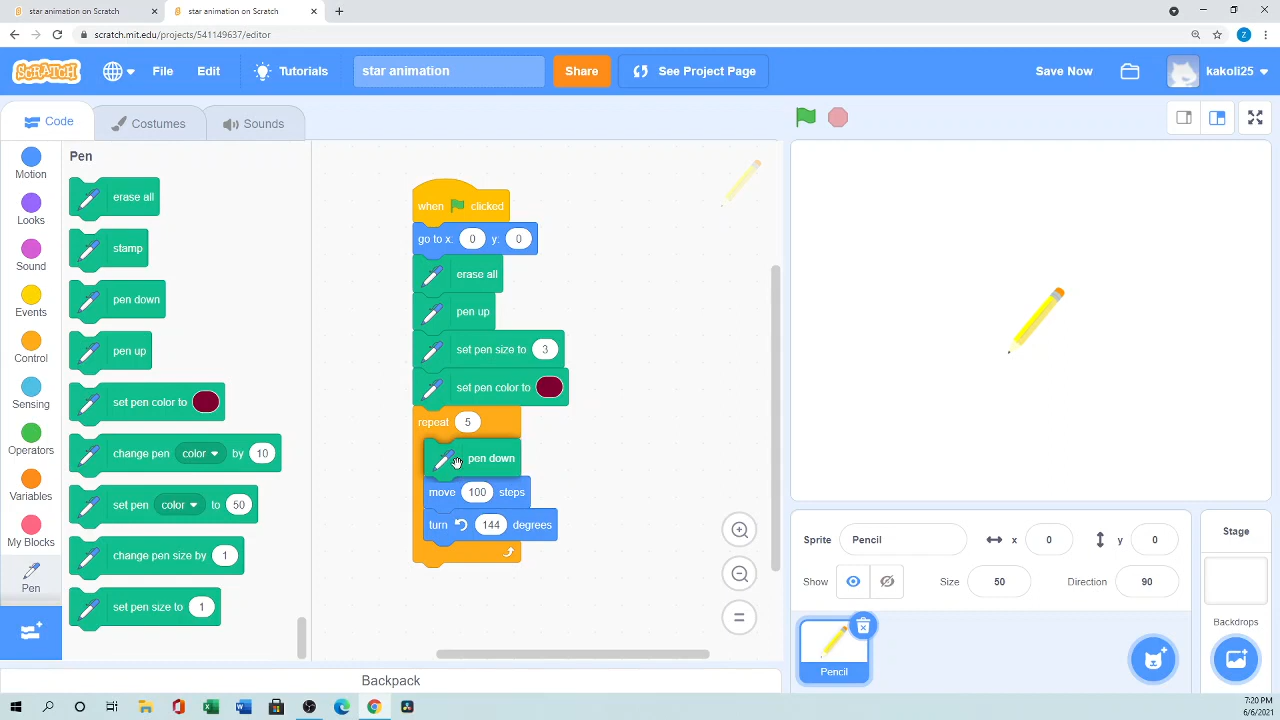 star animation on Scratch
star animation on Scratch
scratch.mit.edu/projects/541149637/editor
Z
SCRATCH
File
Edit
Tutorials
star animation
Share
See Project Page
Save Now
kakoli25
Code
Costumes
Sounds
Motion
Looks
Sound
Events
Control
Sensing
Operators
Variables
My Blocks
Pen
Pen
erase all
stamp
pen down
pen up
set pen color to
change pen color by 10
set pen color to 50
change pen size by 1
set pen size to 1
when clicked
go to x: 0 y: 0
erase all
pen up
set pen size to 3
set pen color to
repeat 5
pen down
move 100 steps
turn 144 degrees
Backpack
Sprite Pencil x 0 y 0
Show Size 50 Direction 90
Pencil
Stage
Backdrops
7:20 PM
6/6/2021